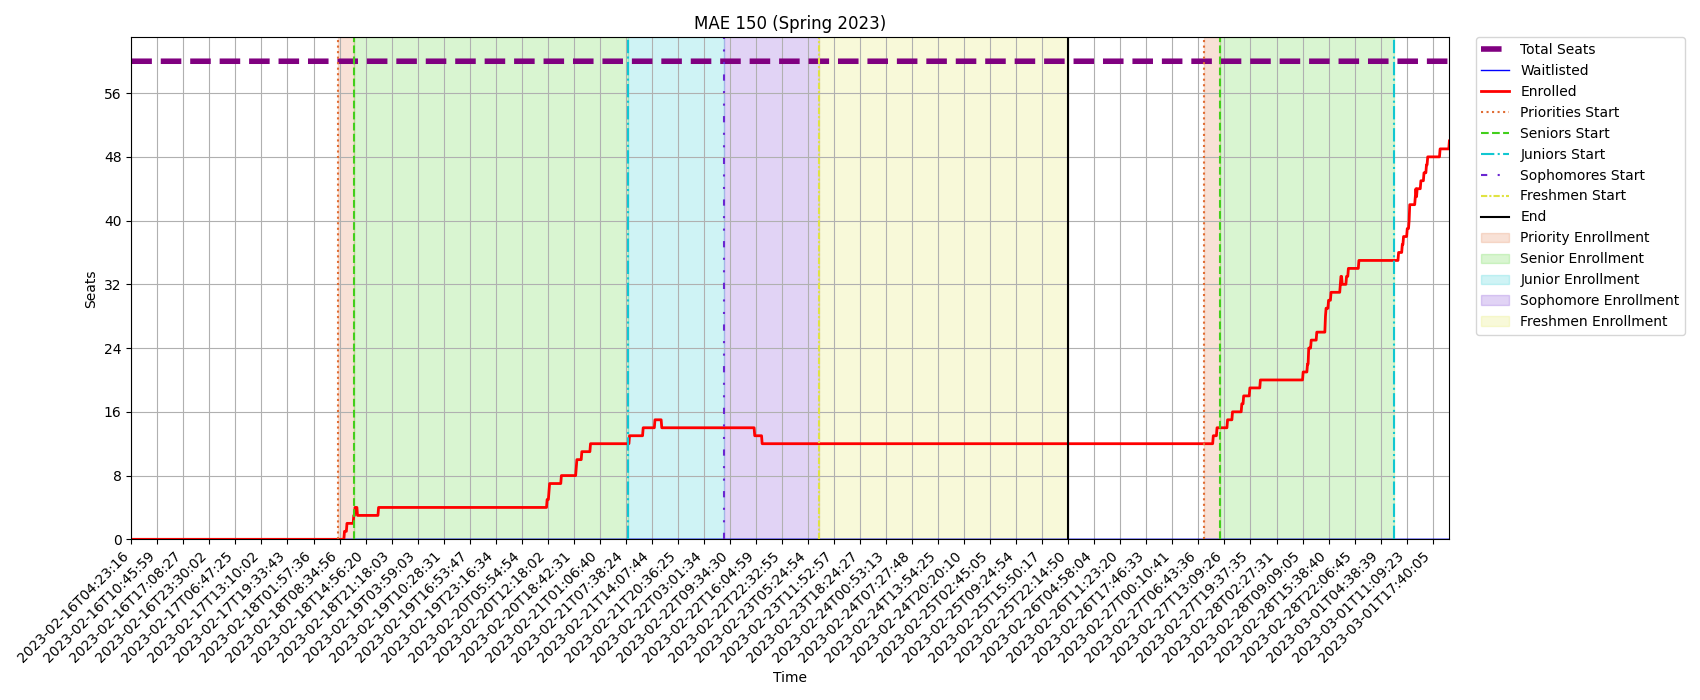 MAE 150 (Spring 2023)
Seats
56
48
40
32
24
16
8
0
2023-02-16T04:23:16
2023-02-16T10:45:59
2023-02-16T17:08:27
2023-02-16T23:30:02
2023-02-17T06:47:25
2023-02-17T13:10:02
2023-02-17T19:33:43
2023-02-18T01:57:36
2023-02-18T08:34:56
2023-02-18T14:56:20
2023-02-18T21:18:03
2023-02-19T03:59:03
2023-02-19T10:28:31
2023-02-19T16:53:47
2023-02-19T23:16:34
2023-02-20T05:54:54
2023-02-20T12:18:02
2023-02-20T18:42:31
2023-02-21T01:06:40
2023-02-21T07:38:24
2023-02-21T14:07:44
2023-02-21T20:36:25
2023-02-22T03:01:34
2023-02-22T09:34:30
2023-02-22T16:04:59
2023-02-22T22:32:55
2023-02-23T05:24:54
2023-02-23T11:52:57
2023-02-23T18:24:27
2023-02-24T00:53:13
2023-02-24T07:27:48
2023-02-24T13:54:25
2023-02-24T20:20:10
2023-02-25T02:45:05
2023-02-25T09:24:54
2023-02-25T15:50:17
2023-02-25T22:14:50
2023-02-26T04:58:04
2023-02-26T11:23:20
2023-02-26T17:46:33
2023-02-27T00:10:41
2023-02-27T06:43:36
2023-02-27T13:09:26
2023-02-27T19:37:35
2023-02-28T02:27:31
2023-02-28T09:09:05
2023-02-28T15:38:40
2023-02-28T22:06:45
2023-03-01T04:38:39
2023-03-01T11:09:23
2023-03-01T17:40:05
Time
Total Seats
Waitlisted
Enrolled
Priorities Start
Seniors Start
Juniors Start
Sophomores Start
Freshmen Start
End
Priority Enrollment
Senior Enrollment
Junior Enrollment
Sophomore Enrollment
Freshmen Enrollment